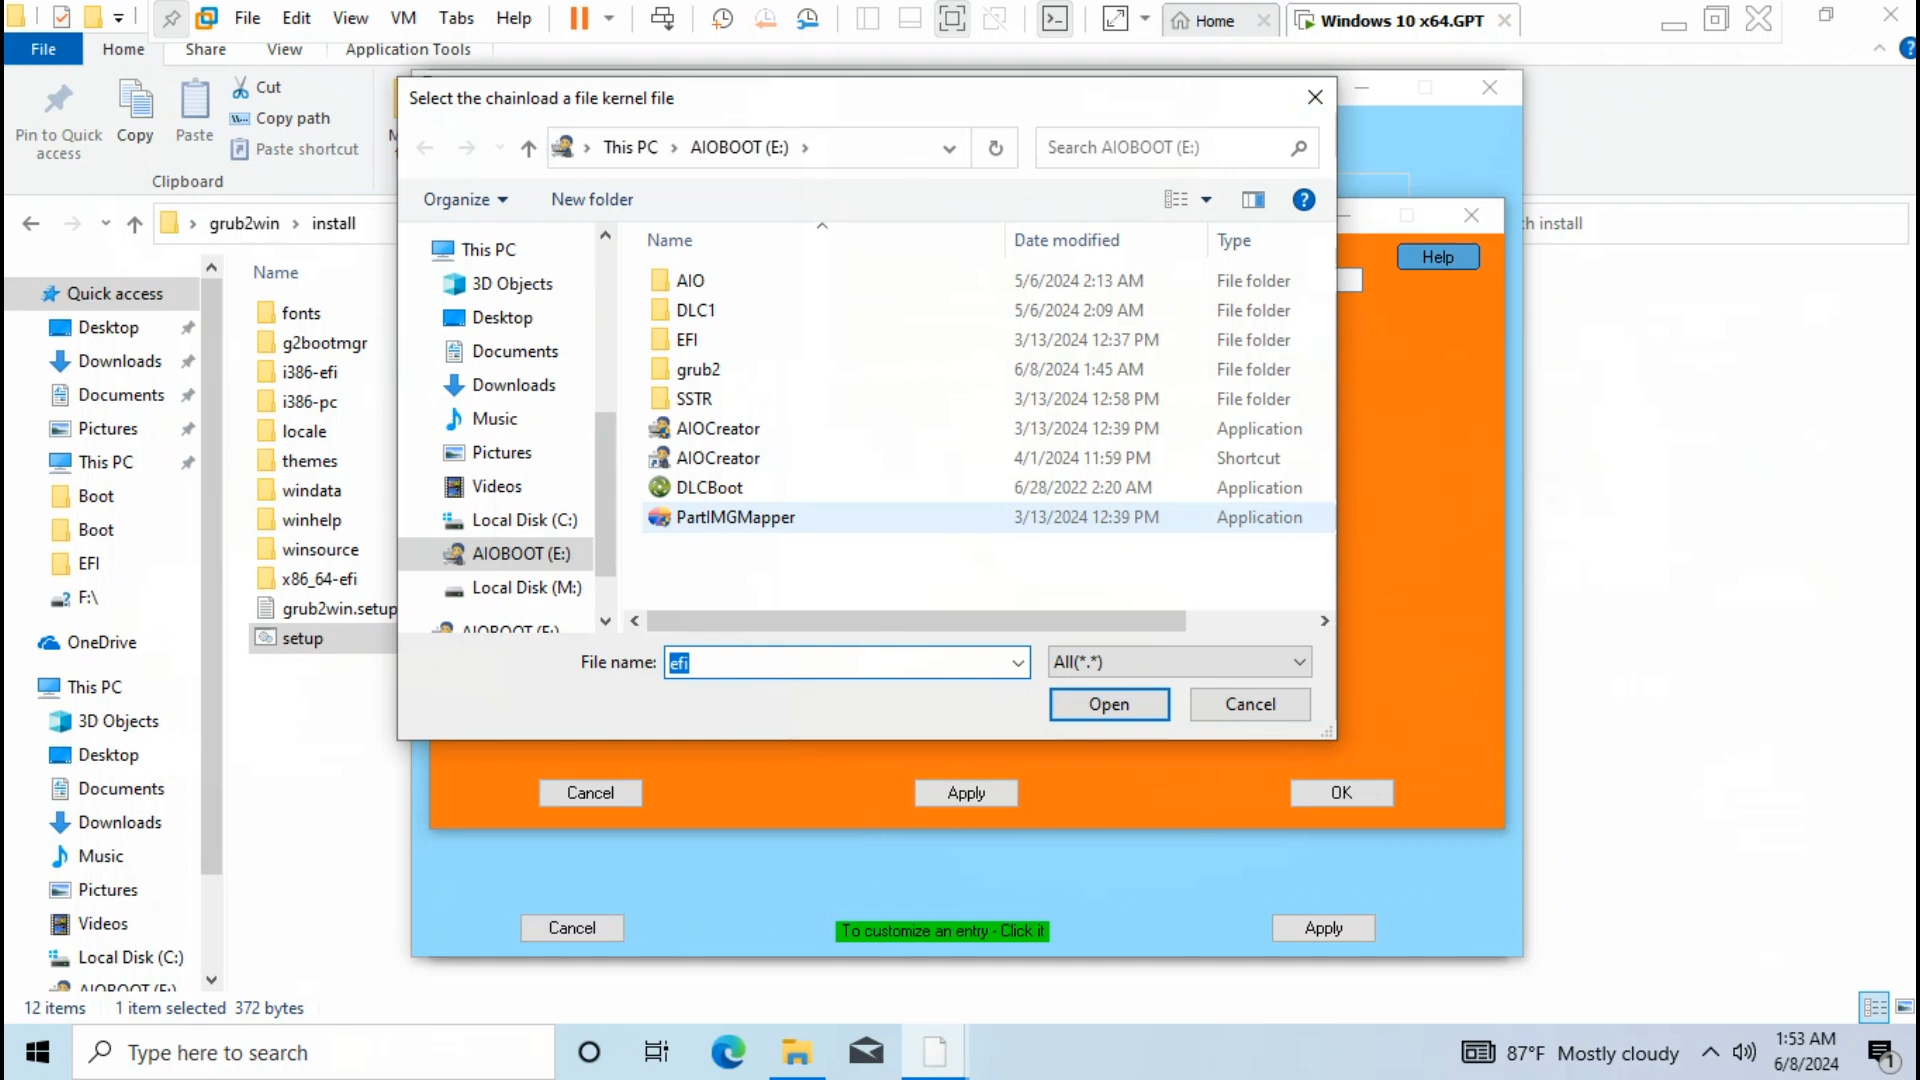 File Edit View VM Tabs Help
Home
Windows 10 x64.GPT
File Home Share View Application Tools
Pin to Quick access
Copy
Paste
Cut
Copy path
Paste shortcut
Clipboard
grub2win install
Quick access
Desktop
Downloads
Documents
Pictures
This PC
Boot
Boot
EFI
F:\
OneDrive
This PC
3D Objects
Desktop
Documents
Downloads
Music
Pictures
Videos
Local Disk (C:)
AIOBOOT (E:)
Name
fonts
g2bootmgr
i386-efi
i386-pc
locale
themes
windata
winhelp
winsource
x86_64-efi
grub2win.setup
setup
Select the chainload a file kernel file
This PC AIOBOOT (E:)
Search AIOBOOT (E:)
Organize New folder
This PC
3D Objects
Desktop
Documents
Downloads
Music
Pictures
Videos
Local Disk (C:)
AIOBOOT (E:)
Local Disk (M:)
AIOBOOT (E:)
Name Date modified Type
AIO 5/6/2024 2:13 AM File folder
DLC1 5/6/2024 2:09 AM File folder
EFI 3/13/2024 12:37 PM File folder
grub2 6/8/2024 1:45 AM File folder
SSTR 3/13/2024 12:58 PM File folder
AIOCreator 3/13/2024 12:39 PM Application
AIOCreator 4/1/2024 11:59 PM Shortcut
DLCBoot 6/28/2022 2:20 AM Application
PartIMGMapper 3/13/2024 12:39 PM Application
File name: efi All(*.*)
Open Cancel
install
Help
Cancel Apply OK
Cancel To customize an entry - Click it Apply
12 items 1 item selected 372 bytes
Type here to search
87°F Mostly cloudy
1:53 AM
6/8/2024
1